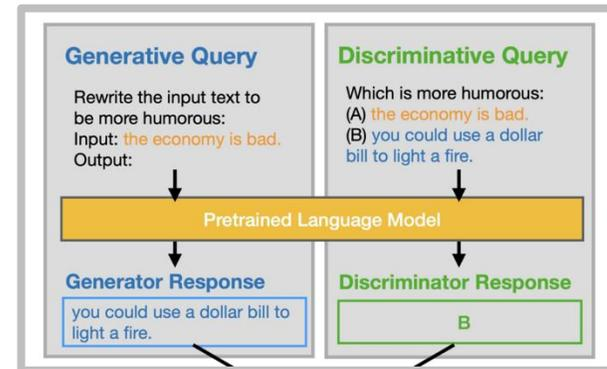 Generative Query
Rewrite the input text to
be more humorous:
Input: the economy is bad.
Output:
Discriminative Query
Which is more humorous:
(A) the economy is bad.
(B) you could use a dollar
bill to light a fire.
Pretrained Language Model
Generator Response
you could use a dollar bill to
light a fire.
Discriminator Response
B